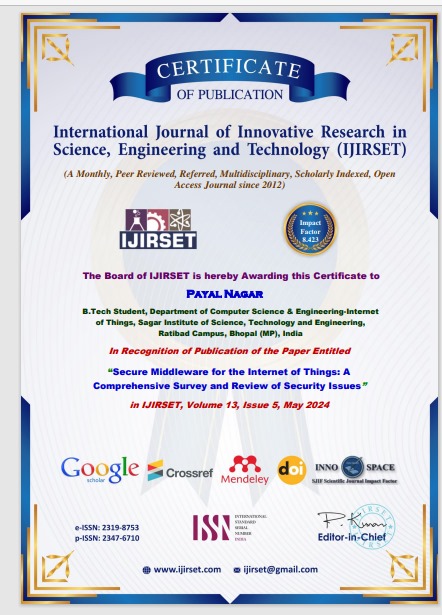 CERTIFICATE
OF PUBLICATION
International Journal of Innovative Research in
Science, Engineering and Technology (IJIRSET)
(A Monthly, Peer Reviewed, Referred, Multidisciplinary, Scholarly Indexed, Open
Access Journal since 2012)
IJIRSET
Impact
Factor
8.423
The Board of IJIRSET is hereby Awarding this Certificate to
PAYAL NAGAR
B.Tech Student, Department of Computer Science & Engineering-Internet
of Things, Sagar Institute of Science, Technology and Engineering,
Ratibad Campus, Bhopal (MP), India
In Recognition of Publication of the Paper Entitled
“Secure Middleware for the Internet of Things: A
Comprehensive Survey and Review of Security Issues”
in IJIRSET, Volume 13, Issue 5, May 2024
Google
scholar
Crossref
Mendeley
doi
INNO SPACE
SJIF Scientific Journal Impact Factor
e-ISSN: 2319-8753
p-ISSN: 2347-6710
ISSN
INTERNATIONAL
STANDARD
SERIAL
NUMBER
INDIA
IJIRSET
P. Kumar
Editor-in-Chief
www.ijirset.com ijirset@gmail.com